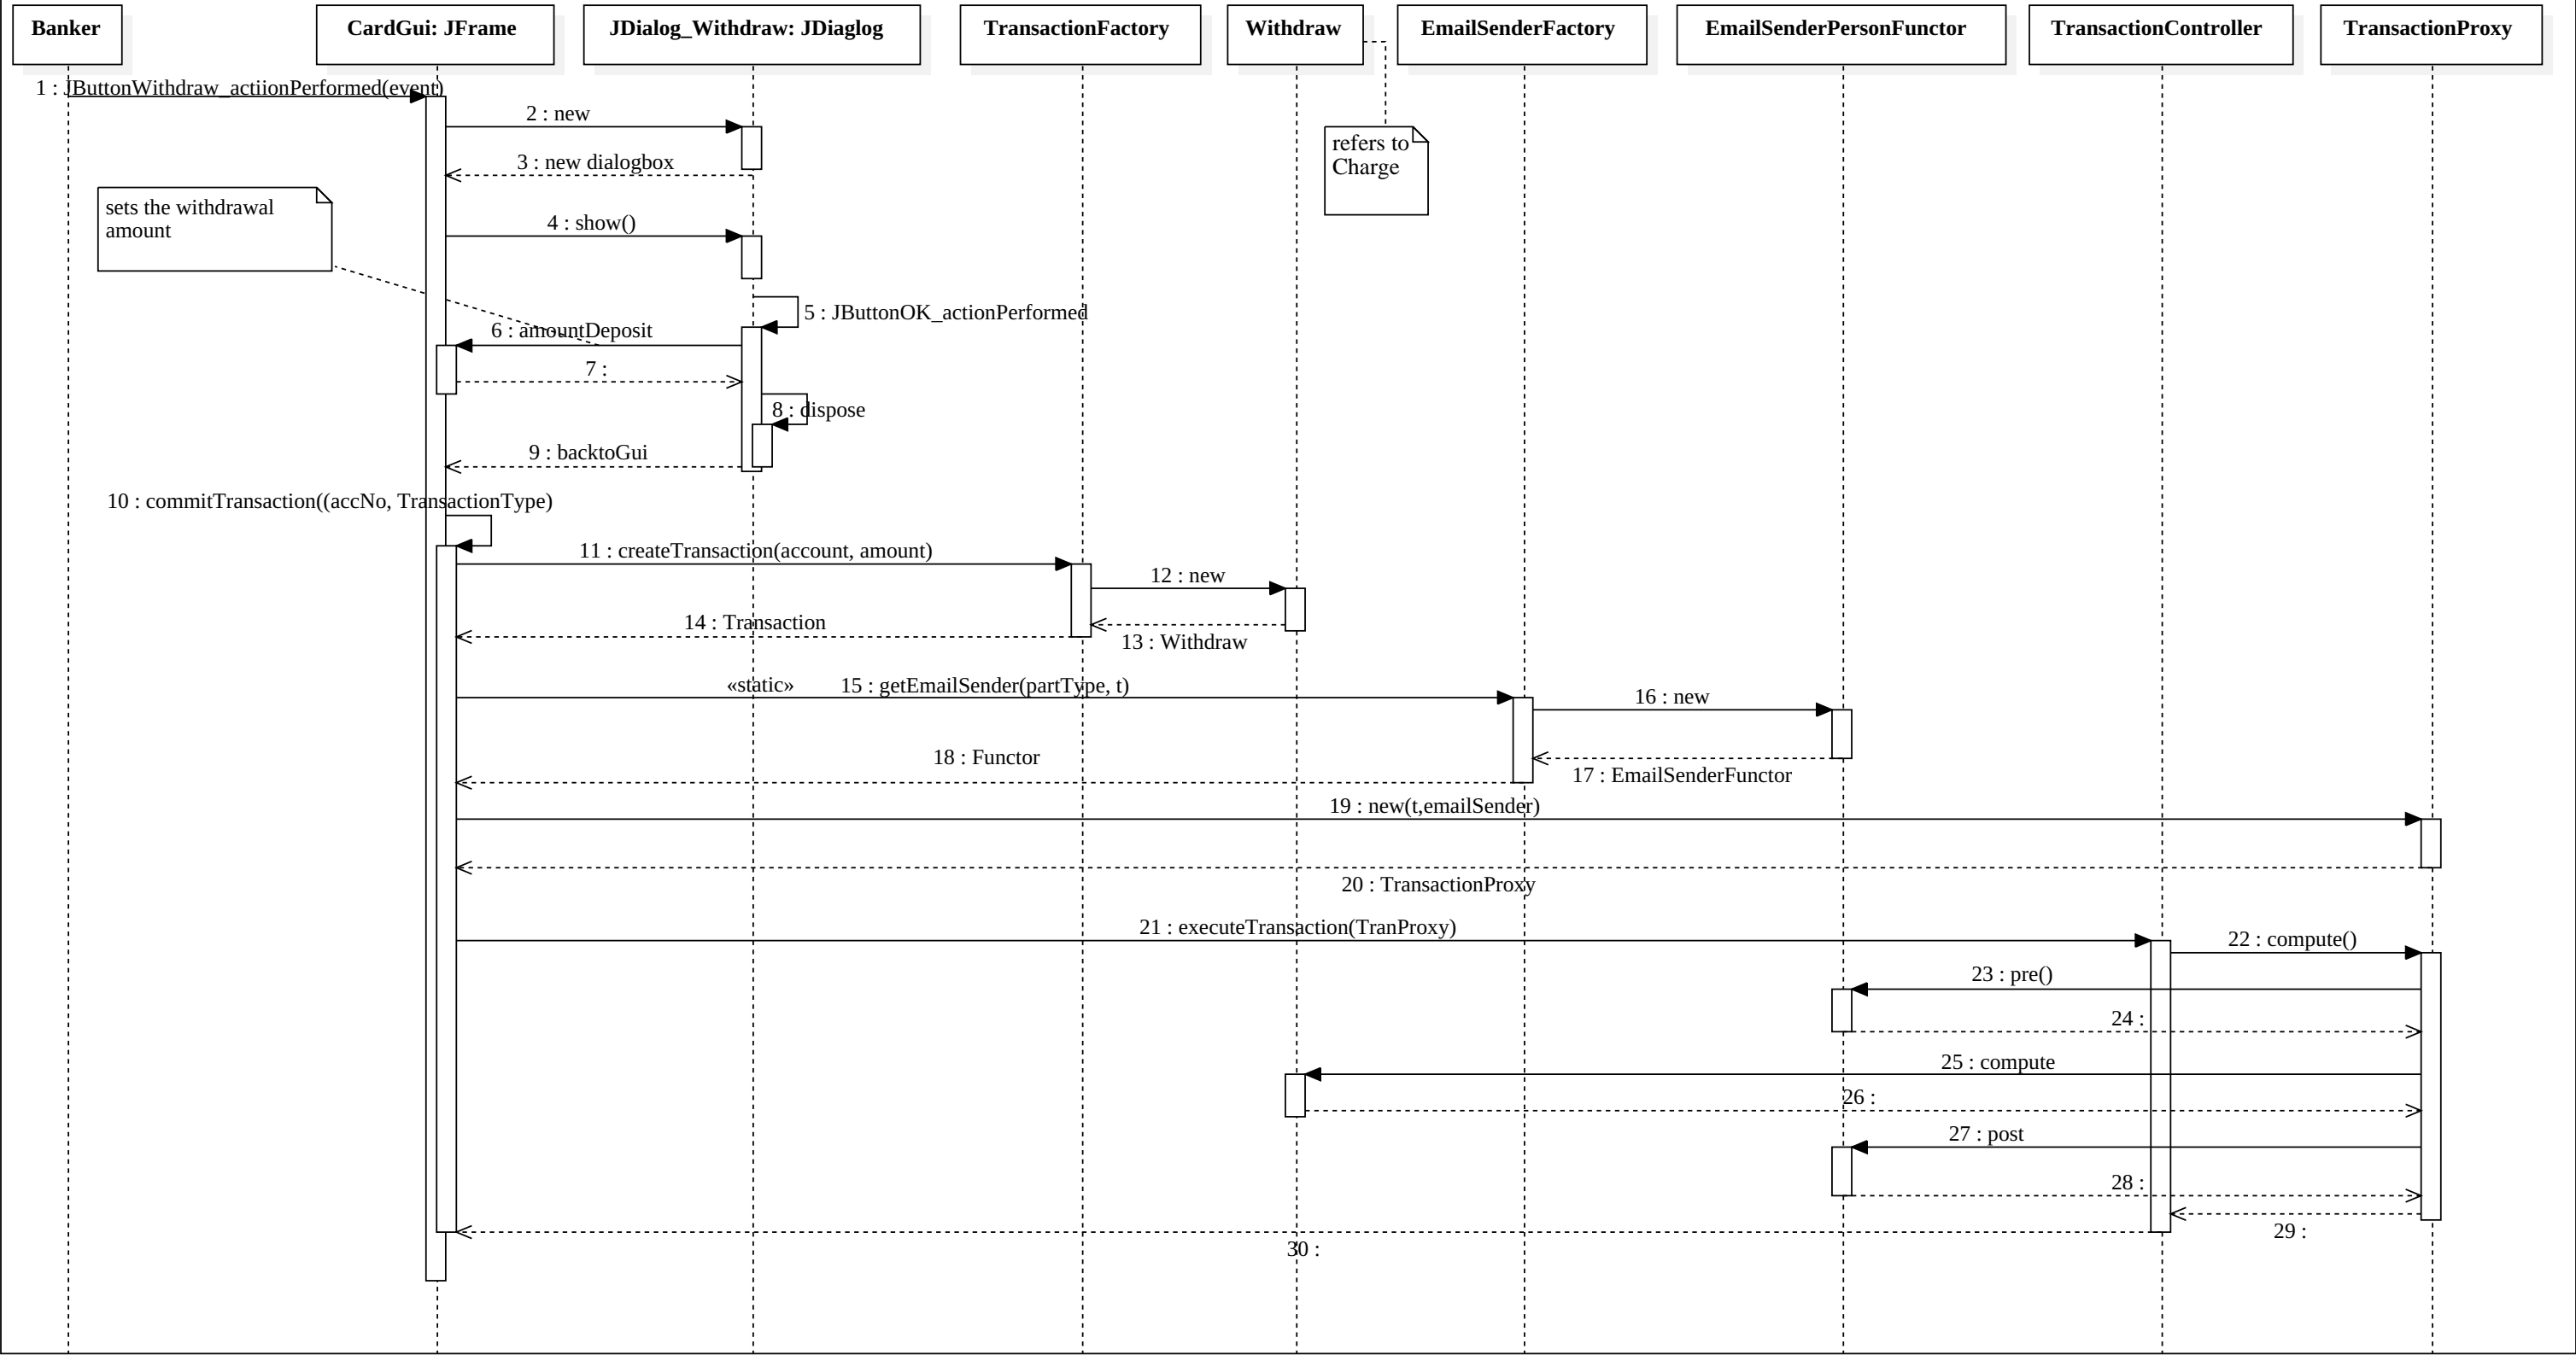 Banker
CardGui: JFrame
JDialog_Withdraw: JDiaglog
TransactionFactory
Withdraw
EmailSenderFactory
EmailSenderPersonFunctor
TransactionController
TransactionProxy
1 : JButtonWithdraw_actiionPerformed(event)
2 : new
refers to
Charge
3 : new dialogbox
sets the withdrawal
amount
4 : show()
5 : JButtonOK_actionPerformed
6 : amountDeposit
7 :
8 : dispose
9 : backtoGui
10 : commitTransaction((accNo, TransactionType)
11 : createTransaction(account, amount)
12 : new
14 : Transaction
13 : Withdraw
«static»
15 : getEmailSender(partType, t)
16 : new
18 : Functor
17 : EmailSenderFunctor
19 : new(t,emailSender)
20 : TransactionProxy
21 : executeTransaction(TranProxy)
22 : compute()
23 : pre()
24 :
25 : compute
26 :
27 : post
28 :
29 :
30 :